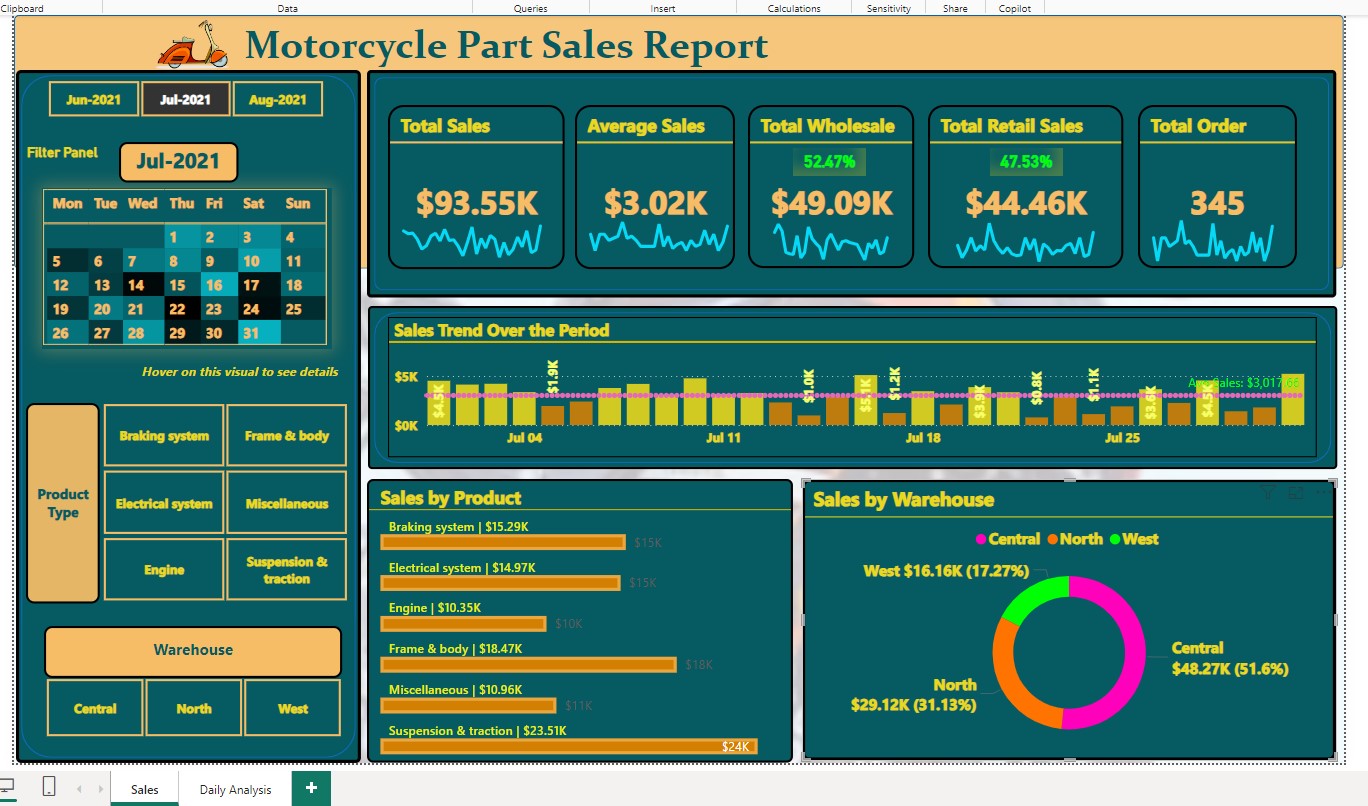 Clipboard Data Queries Insert Calculations Sensitivity Share Copilot
Motorcycle Part Sales Report
Jun-2021 Jul-2021 Aug-2021
Filter Panel
Jul-2021
Mon Tue Wed Thu Fri Sat Sun
1 2 3 4
5 6 7 8 9 10 11
12 13 14 15 16 17 18
19 20 21 22 23 24 25
26 27 28 29 30 31
Hover on this visual to see details
Product
Type
Braking system
Frame & body
Electrical system
Miscellaneous
Engine
Suspension &
traction
Warehouse
Central North West
Total Sales
$93.55K
Average Sales
$3.02K
Total Wholesale
52.47%
$49.09K
Total Retail Sales
47.53%
$44.46K
Total Order
345
Sales Trend Over the Period
$5K
$0K
$4.5K
$1.9K
$1.0K
$5.1K
$1.2K
$3.9K
$0.8K
$1.1K
$3.6K
$4.5K
Avg Sales: $3,017.66
Jul 04 Jul 11 Jul 18 Jul 25
Sales by Product
Braking system | $15.29K
$15K
Electrical system | $14.97K
$15K
Engine | $10.35K
$10K
Frame & body | $18.47K
$18K
Miscellaneous | $10.96K
$11K
Suspension & traction | $23.51K
$24K
Sales by Warehouse
Central North West
West $16.16K (17.27%)
Central
$48.27K (51.6%)
North
$29.12K (31.13%)
Sales Daily Analysis +